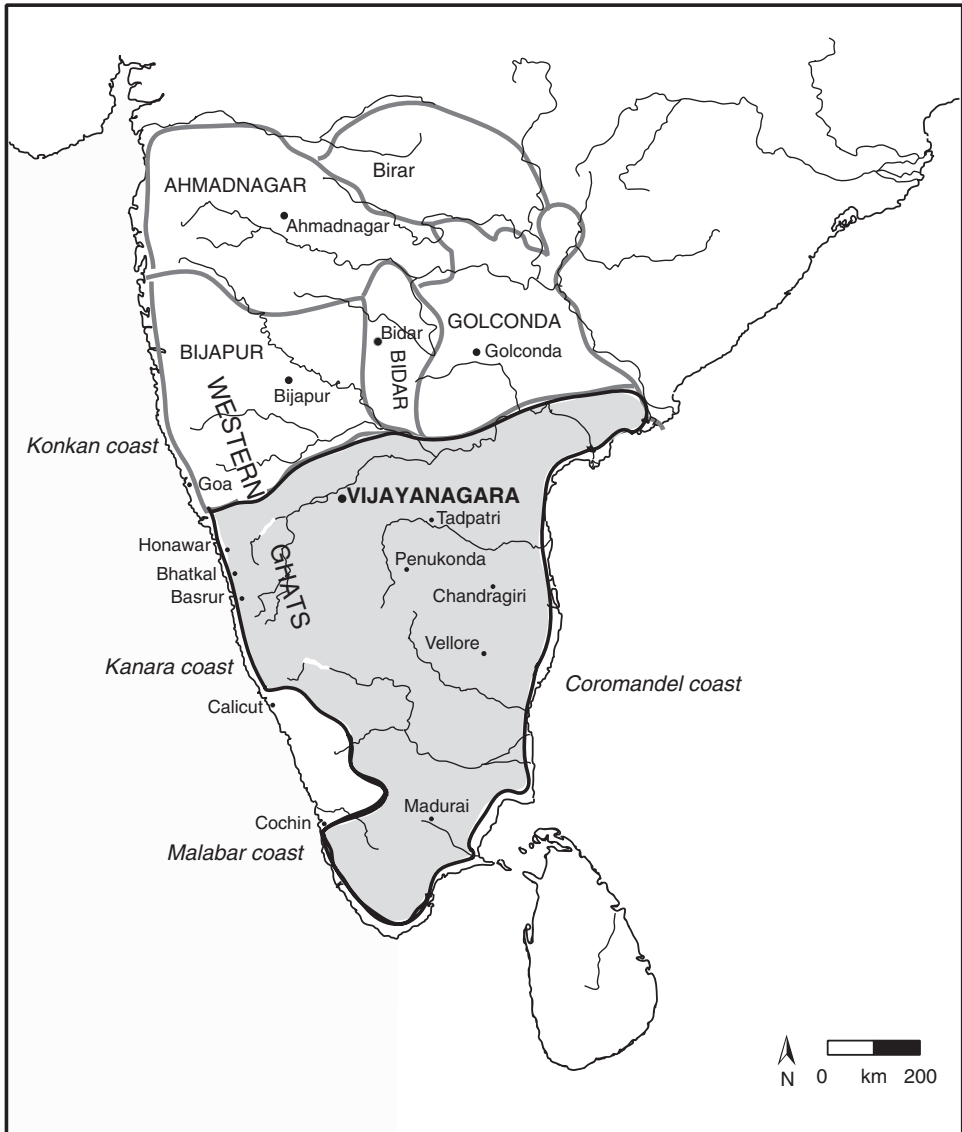 Birar
AHMADNAGAR
Ahmadnagar
GOLCONDA
Bidar
Golconda
BIJAPUR
BIDAR
Bijapur
WESTERN
Konkan coast
Goa
VIJAYANAGARA
Tadpatri
Honawar
GHATS
Penukonda
Bhatkal
Chandragiri
Basrur
Vellore
Kanara coast
Coromandel coast
Calicut
Madurai
Cochin
Malabar coast
N
0 km 200